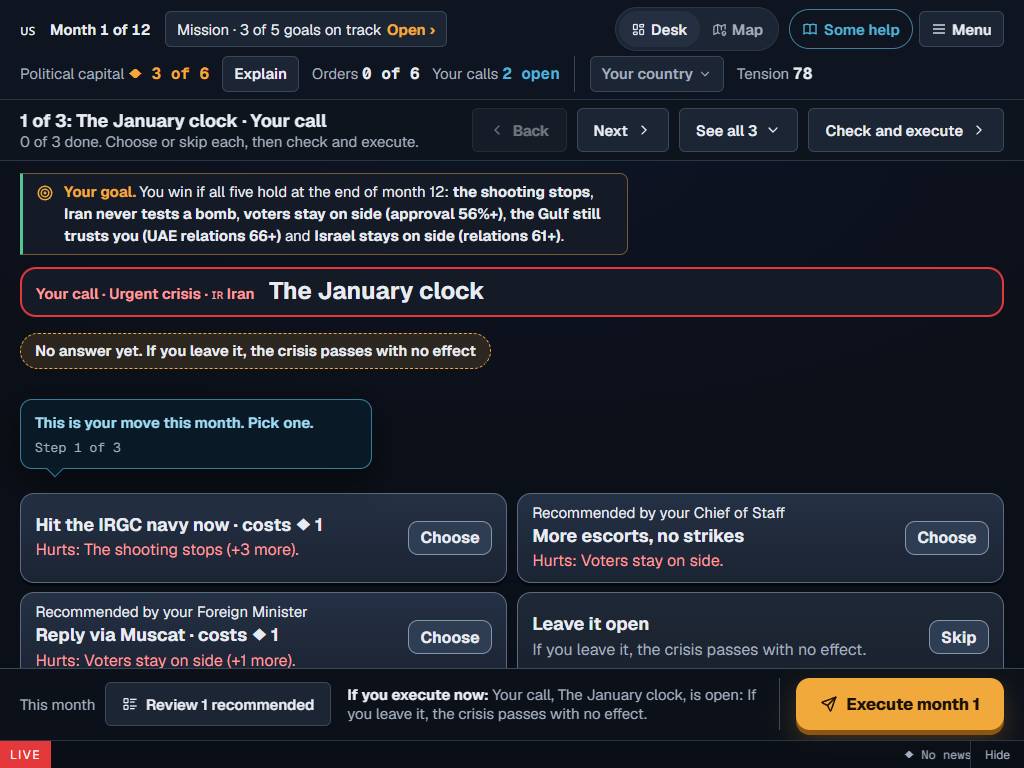 US Month 1 of 12 Mission · 3 of 5 goals on track Open › Desk Map Some help Menu
Political capital ◆ 3 of 6 Explain Orders 0 of 6 Your calls 2 open Your country Tension 78
1 of 3: The January clock · Your call
0 of 3 done. Choose or skip each, then check and execute.
Back Next See all 3 Check and execute
Your goal. You win if all five hold at the end of month 12: the shooting stops,
Iran never tests a bomb, voters stay on side (approval 56%+), the Gulf still
trusts you (UAE relations 66+) and Israel stays on side (relations 61+).
Your call · Urgent crisis · IR Iran The January clock
No answer yet. If you leave it, the crisis passes with no effect
This is your move this month. Pick one.
Step 1 of 3
Hit the IRGC navy now · costs ◆ 1
Hurts: The shooting stops (+3 more).
Choose
Recommended by your Chief of Staff
More escorts, no strikes
Hurts: Voters stay on side.
Choose
Recommended by your Foreign Minister
Reply via Muscat · costs ◆ 1
Hurts: Voters stay on side (+1 more).
Choose
Leave it open
If you leave it, the crisis passes with no effect.
Skip
This month Review 1 recommended
If you execute now: Your call, The January clock, is open: If
you leave it, the crisis passes with no effect.
Execute month 1
LIVE ◆ No news Hide